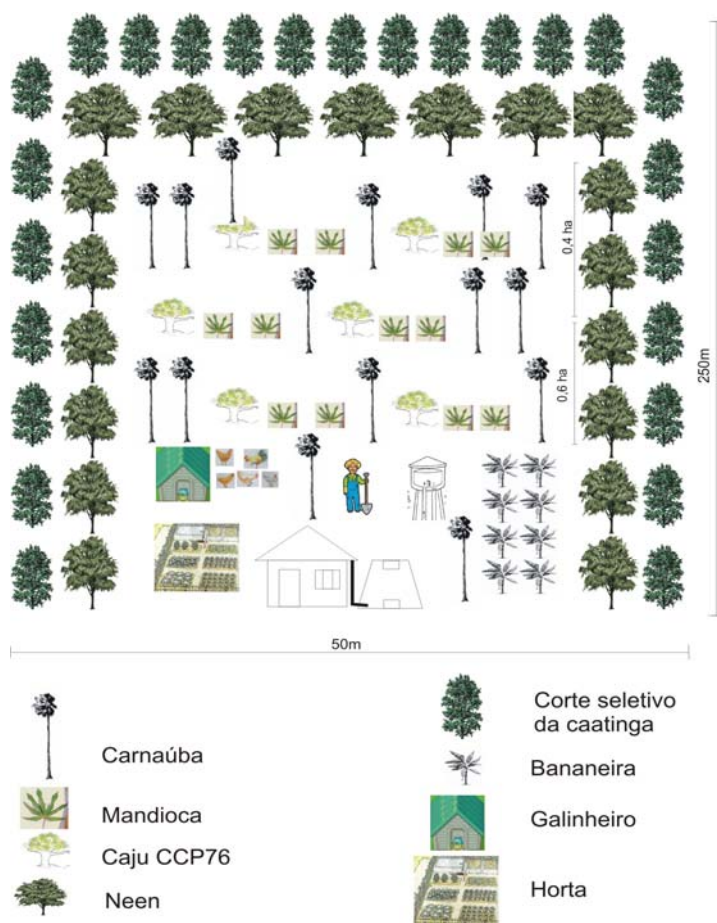 0,4 ha
0,6 ha
250m
50m
Carnaúba
Mandioca
Caju CCP76
Neen
Corte seletivo
da caatinga
Bananeira
Galinheiro
Horta